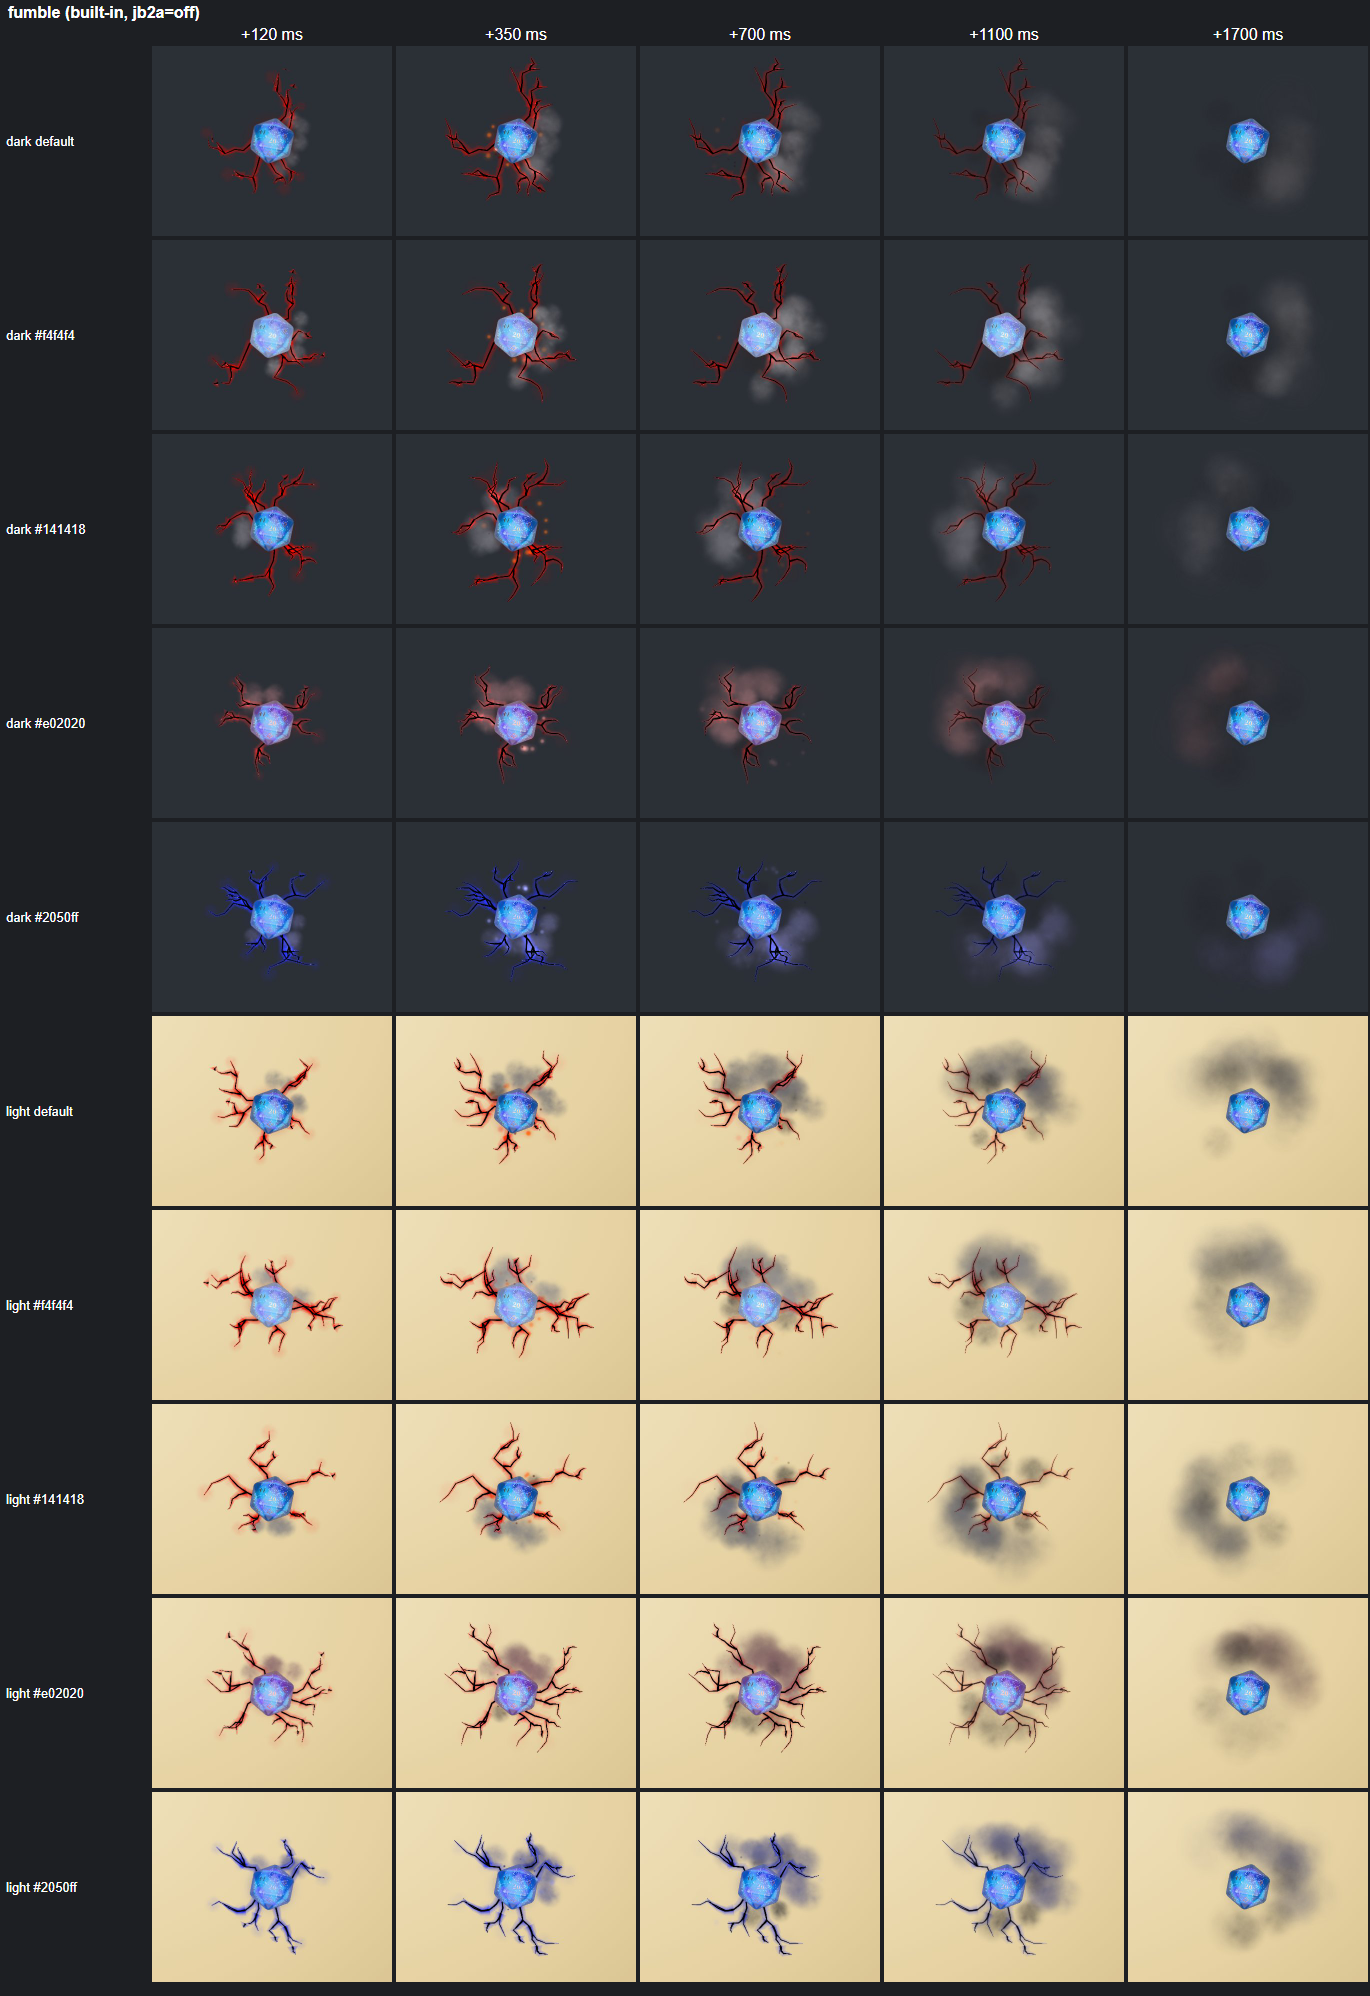 fumble (built-in, jb2a=off)
+120 ms +350 ms +700 ms +1100 ms +1700 ms
dark default
dark #f4f4f4
dark #141418
dark #e02020
dark #2050ff
light default
light #f4f4f4
light #141418
light #e02020
light #2050ff